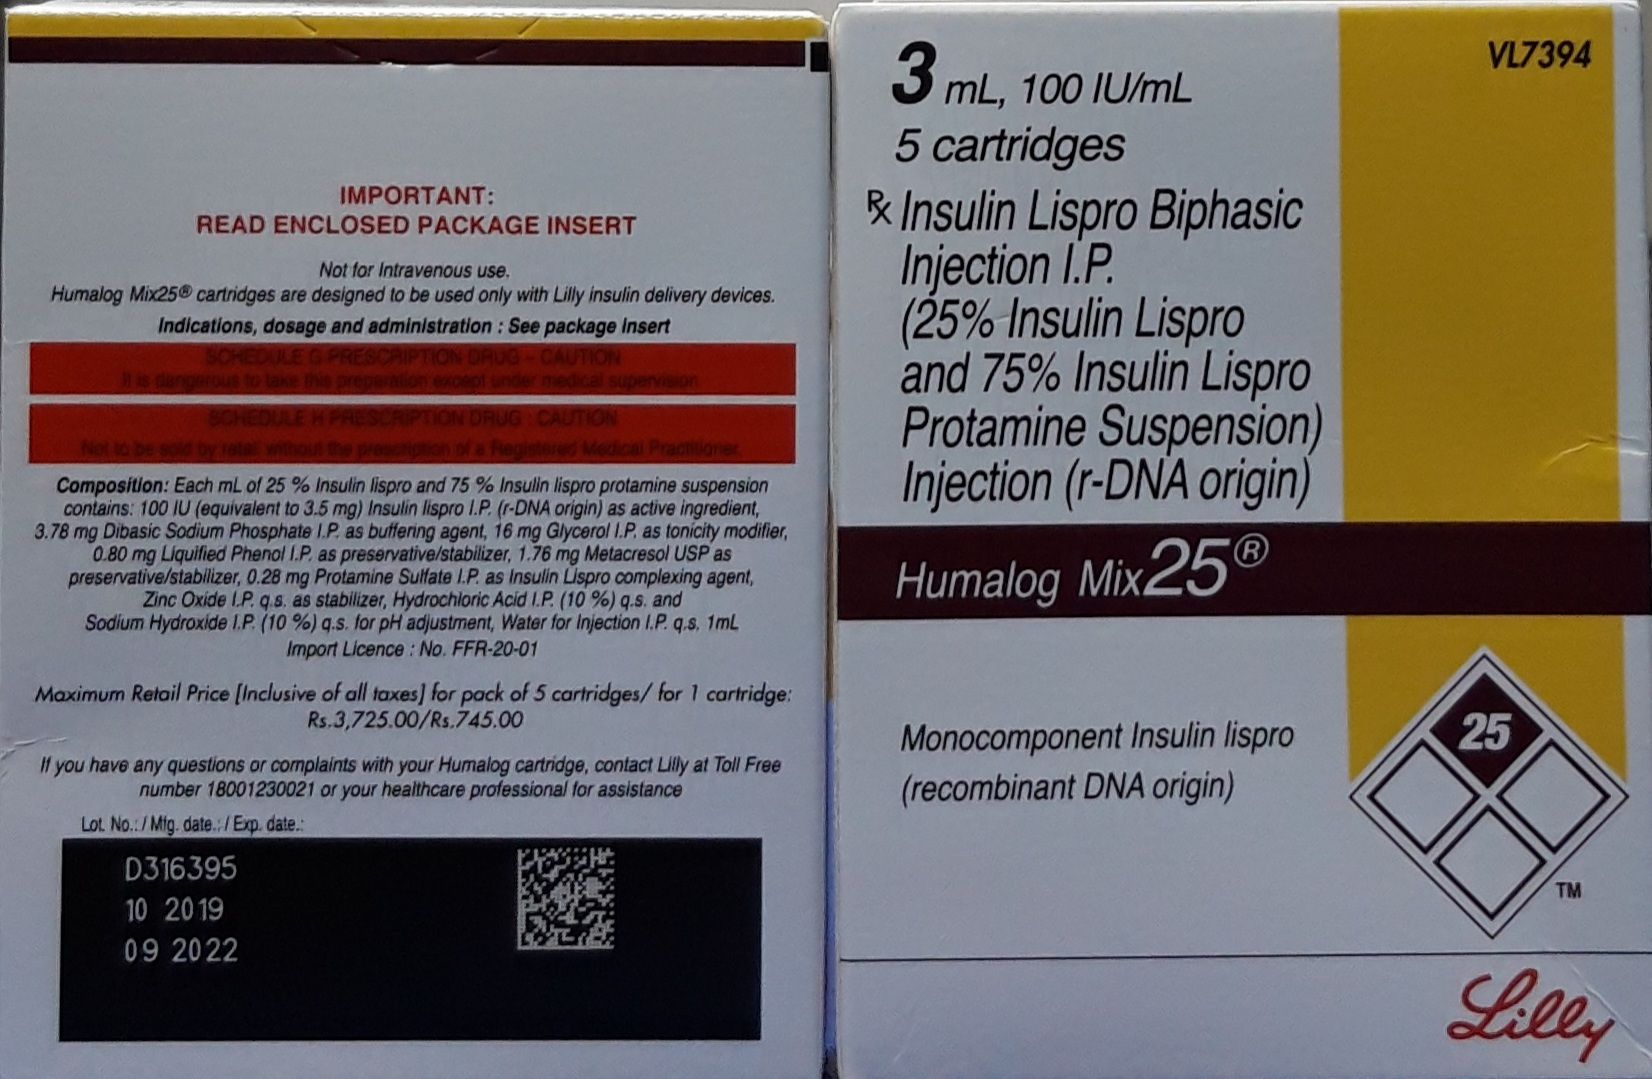 IMPORTANT:
READ ENCLOSED PACKAGE INSERT
Not for Intravenous use.
Humalog Mix25® cartridges are designed to be used only with Lilly insulin delivery devices.
Indications, dosage and administration : See package insert
SCHEDULE G PRESCRIPTION DRUG - CAUTION
It is dangerous to take this preparation except under medical supervision
SCHEDULE H PRESCRIPTION DRUG : CAUTION
Not to be sold by retail without the prescription of a Registered Medical Practitioner.
Composition: Each mL of 25 % Insulin lispro and 75 % Insulin lispro protamine suspension
contains: 100 IU (equivalent to 3.5 mg) Insulin lispro I.P. (r-DNA origin) as active ingredient,
3.78 mg Dibasic Sodium Phosphate I.P. as buffering agent, 16 mg Glycerol I.P. as tonicity modifier,
0.80 mg Liquified Phenol I.P. as preservative/stabilizer, 1.76 mg Metacresol USP as
preservative/stabilizer, 0.28 mg Protamine Sulfate I.P. as Insulin Lispro complexing agent,
Zinc Oxide I.P. q.s. as stabilizer, Hydrochloric Acid I.P. (10 %) q.s. and
Sodium Hydroxide I.P. (10 %) q.s. for pH adjustment, Water for Injection I.P. q.s. 1mL
Import Licence : No. FFR-20-01
Maximum Retail Price [Inclusive of all taxes] for pack of 5 cartridges/ for 1 cartridge:
Rs.3,725.00/Rs.745.00
If you have any questions or complaints with your Humalog cartridge, contact Lilly at Toll Free
number 18001230021 or your healthcare professional for assistance
Lot. No.: / Mfg. date.: / Exp. date.:
D316395
10 2019
09 2022
VL7394
3 mL, 100 IU/mL
5 cartridges
Rx Insulin Lispro Biphasic
Injection I.P.
(25% Insulin Lispro
and 75% Insulin Lispro
Protamine Suspension)
Injection (r-DNA origin)
Humalog Mix25®
Monocomponent Insulin lispro
(recombinant DNA origin)
25
TM
Lilly